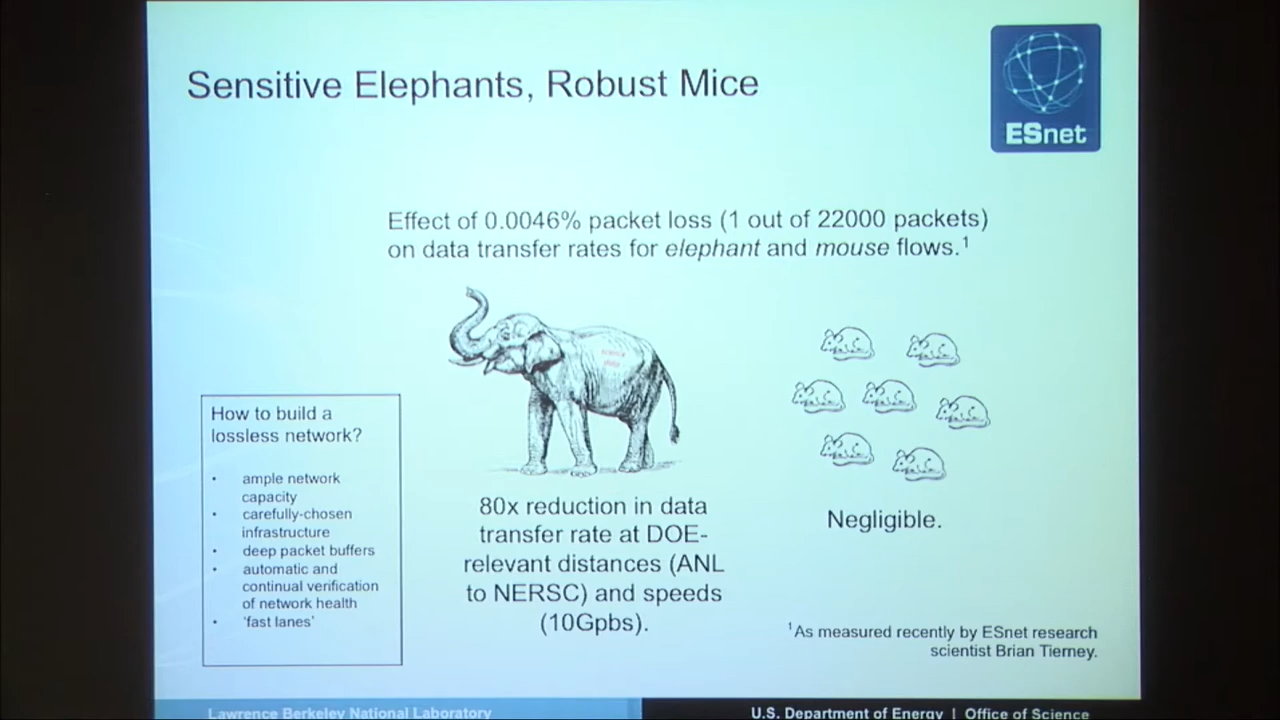 Sensitive Elephants, Robust Mice
ESnet
Effect of 0.0046% packet loss (1 out of 22000 packets)
on data transfer rates for elephant and mouse flows.¹
How to build a
lossless network?
• ample network
capacity
• carefully-chosen
infrastructure
• deep packet buffers
• automatic and
continual verification
of network health
• 'fast lanes'
80x reduction in data
transfer rate at DOE-
relevant distances (ANL
to NERSC) and speeds
(10Gpbs).
Negligible.
¹As measured recently by ESnet research
scientist Brian Tierney.
Lawrence Berkeley National Laboratory
U.S. Department of Energy | Office of Science